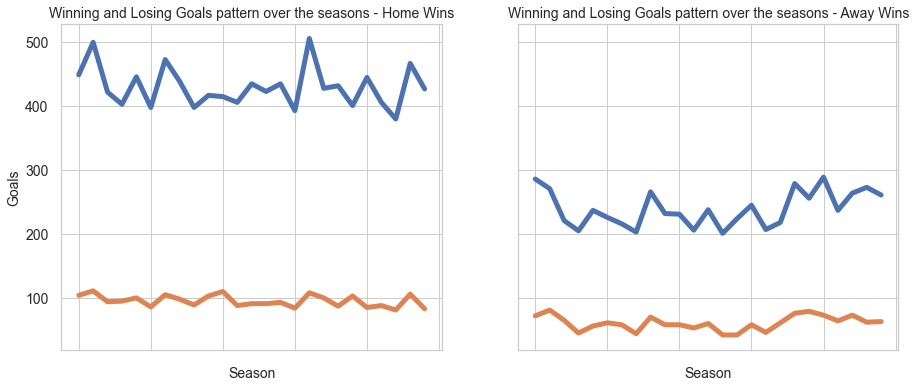 Winning and Losing Goals pattern over the seasons - Home Wins
Winning and Losing Goals pattern over the seasons - Away Wins
500
400
300
200
100
Goals
Season
Season